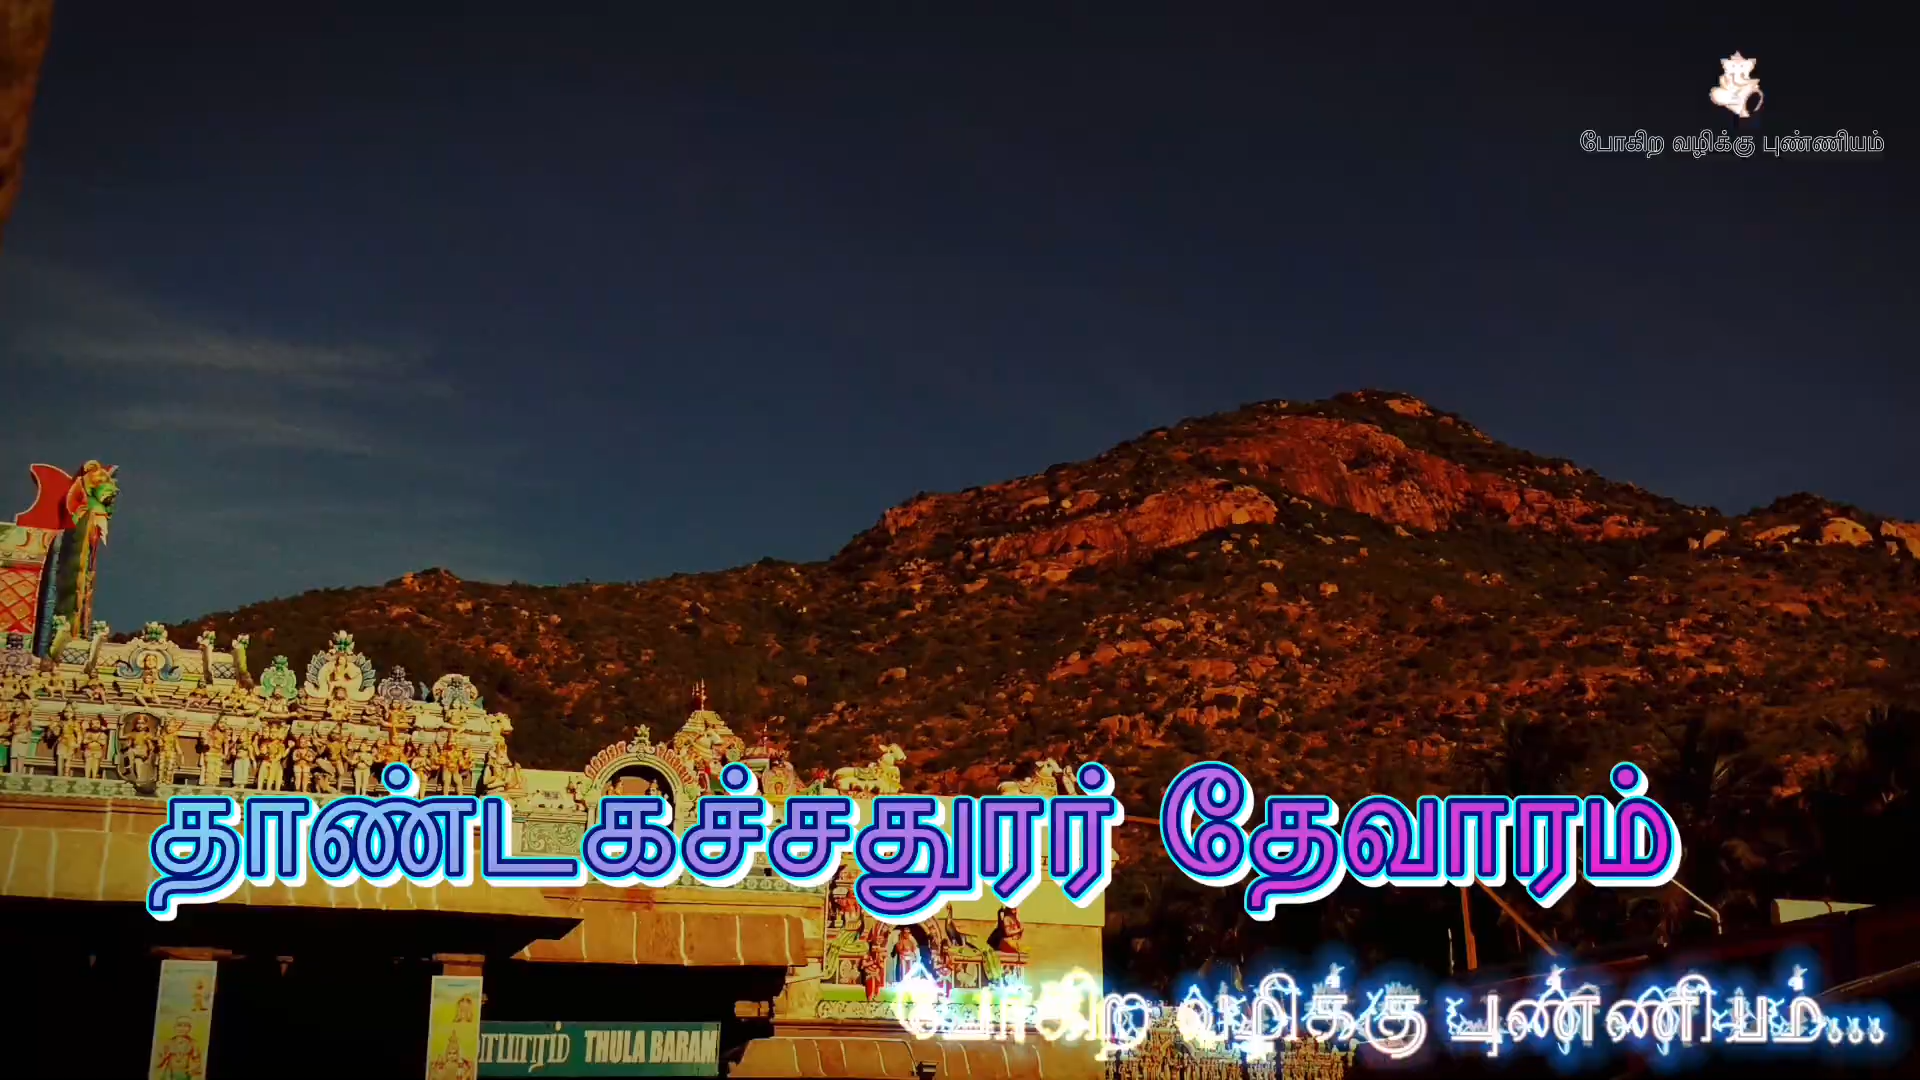 போகிற வழிக்கு புண்ணியம்
தாண்டகச்சதுரர் தேவாரம்
போகிற வழிக்கு புண்ணியம்...
THULA BARAM